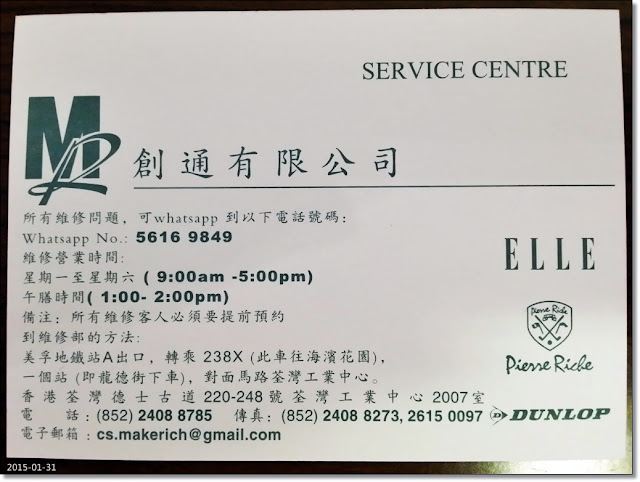 SERVICE CENTRE
MR
創通有限公司
所有維修問題，可whatsapp 到以下電話號碼：
Whatsapp No.: 5616 9849
維修營業時間:
星期一至星期六 ( 9:00am -5:00pm)
午膳時間( 1:00- 2:00pm)
備注：所有維修客人必須要提前預約
到維修部的方法:
美孚地鐵站A出口，轉乘 238X (此車往海濱花園)，
一個站 (即龍德街下車)，對面馬路荃灣工業中心。
香港荃灣德士古道 220-248 號荃灣工業中心 2007室
電　話 : (852) 2408 8785 傳真 : (852) 2408 8273, 2615 0097
電子郵箱 : cs.makerich@gmail.com
ELLE
Pierre Riche
Pierre Riche
DUNLOP
2015-01-31